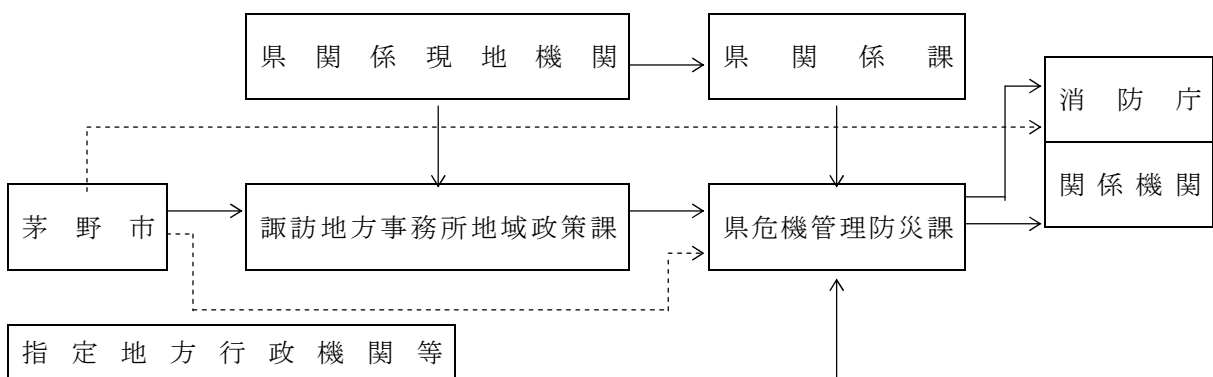 県関係現地機関
県関係課
消防庁
関係機関
茅野市
諏訪地方事務所地域政策課
県危機管理防災課
指定地方行政機関等